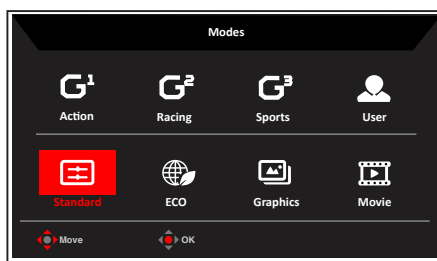 Modes
G¹ G² G³
Action Racing Sports User
Standard ECO Graphics Movie
Move OK